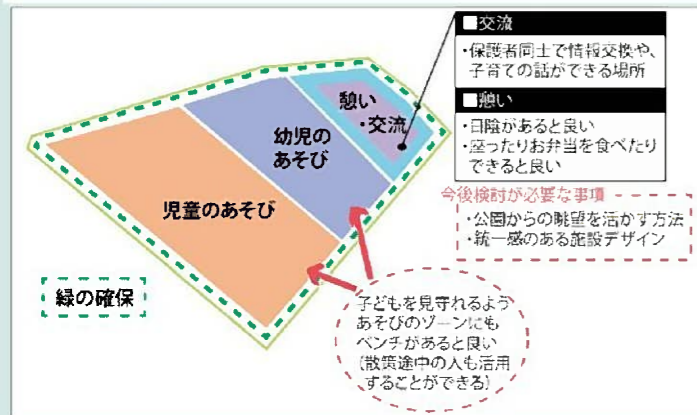 ■交流
・保護者同士で情報交換や、
子育ての話ができる場所
■憩い
・日陰があると良い
・座ったりお弁当を食べたり
できると良い
今後検討が必要な事項
・公園からの眺望を活かす方法
・統一感のある施設デザイン
憩い
・交流
幼児の
あそび
児童のあそび
緑の確保
子どもを見守れるよう
あそびのゾーンにも
ベンチがあると良い
(散策途中の人も活用
することができる)